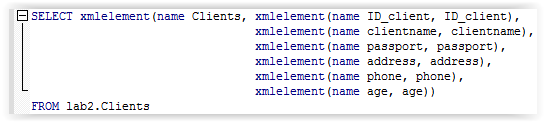 SELECT xmlelement(name Clients, xmlelement(name ID_client, ID_client),
xmlelement(name clientname, clientname),
xmlelement(name passport, passport),
xmlelement(name address, address),
xmlelement(name phone, phone),
xmlelement(name age, age))
FROM lab2.Clients